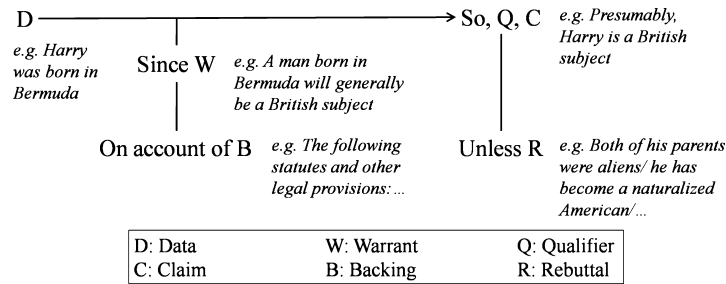 D
So, Q, C
e.g. Presumably,
Harry is a British
subject
e.g. Harry
was born in
Bermuda
Since W
e.g. A man born in
Bermuda will generally
be a British subject
On account of B
e.g. The following
statutes and other
legal provisions:…
Unless R
e.g. Both of his parents
were aliens/ he has
become a naturalized
American/…
D: Data W: Warrant Q: Qualifier
C: Claim B: Backing R: Rebuttal